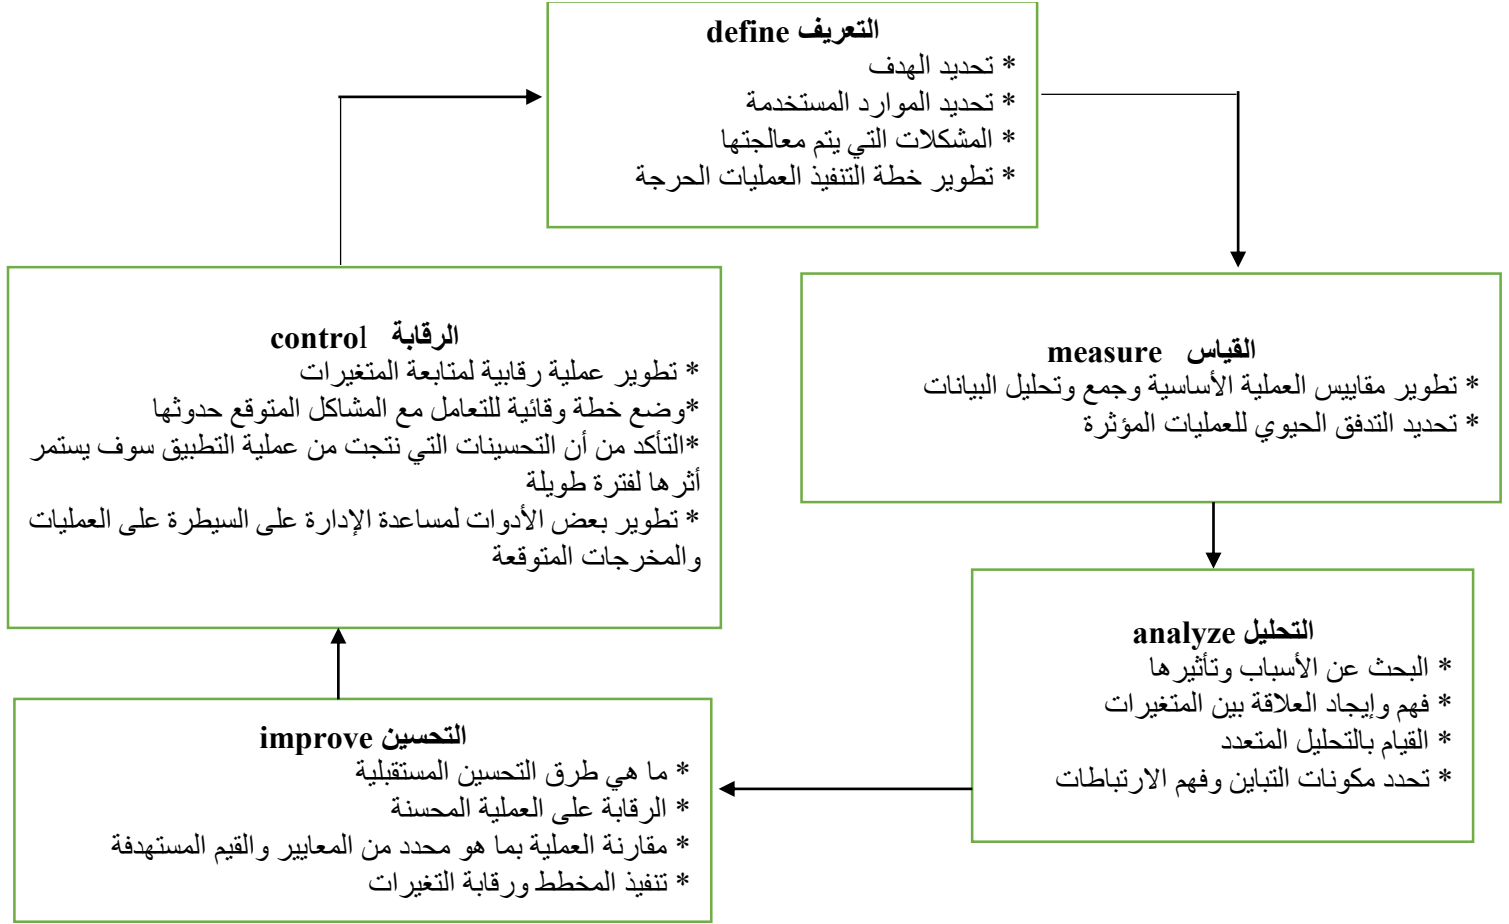 التعريف define
* تحديد الهدف
* تحديد الموارد المستخدمة
* المشكلات التي يتم معالجتها
* تطوير خطة التنفيذ العمليات الحرجة
القياس measure
* تطوير مقاييس العملية الأساسية وجمع وتحليل البيانات
* تحديد التدفق الحيوي للعمليات المؤثرة
التحليل analyze
* البحث عن الأسباب وتأثيرها
* فهم وإيجاد العلاقة بين المتغيرات
* القيام بالتحليل المتعدد
* تحدد مكونات التباين وفهم الارتباطات
التحسين improve
* ما هي طرق التحسين المستقبلية
* الرقابة على العملية المحسنة
* مقارنة العملية بما هو محدد من المعايير والقيم المستهدفة
* تنفيذ المخطط ورقابة التغيرات
الرقابة control
* تطوير عملية رقابية لمتابعة المتغيرات
*وضع خطة وقائية للتعامل مع المشاكل المتوقع حدوثها
*التأكد من أن التحسينات التي نتجت من عملية التطبيق سوف يستمر
أثرها لفترة طويلة
* تطوير بعض الأدوات لمساعدة الإدارة على السيطرة على العمليات
والمخرجات المتوقعة